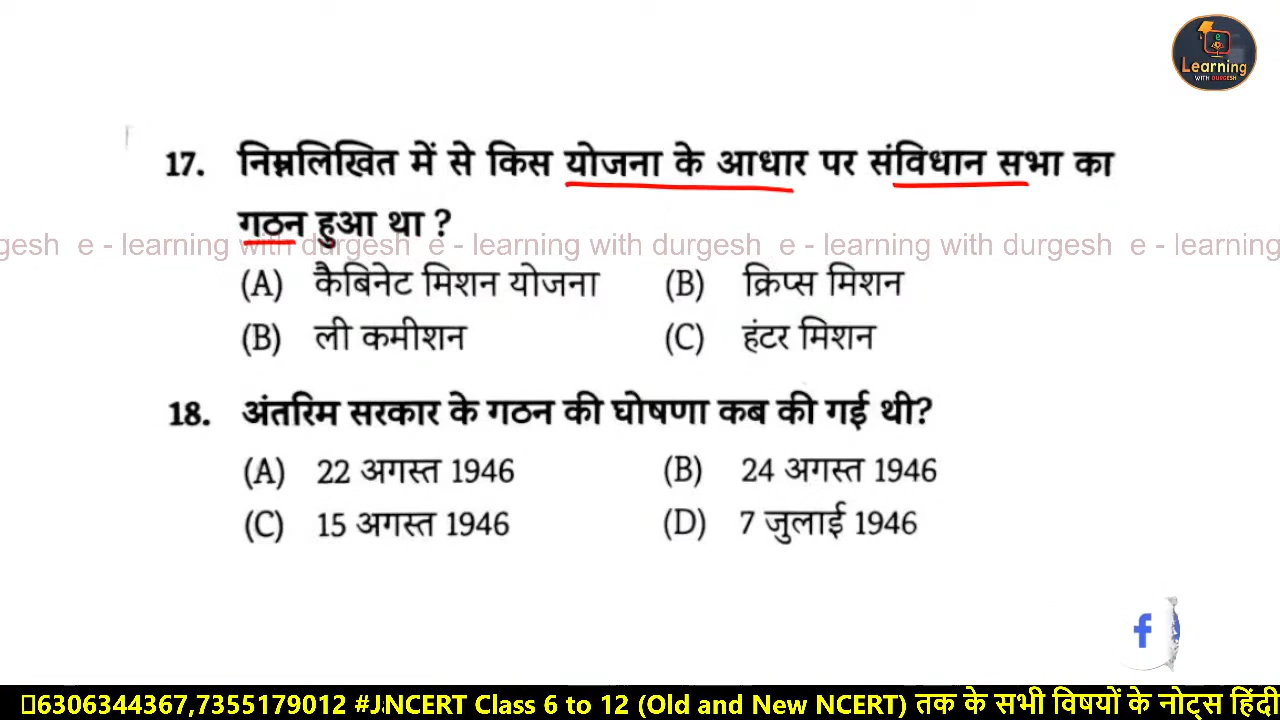 Learning
WITH DURGESH
17. निम्नलिखित में से किस योजना के आधार पर संविधान सभा का
गठन हुआ था ?
gesh e - learning with durgesh e - learning with durgesh e - learning with durgesh e - learning
(A) कैबिनेट मिशन योजना (B) क्रिप्स मिशन
(B) ली कमीशन (C) हंटर मिशन
18. अंतरिम सरकार के गठन की घोषणा कब की गई थी?
(A) 22 अगस्त 1946 (B) 24 अगस्त 1946
(C) 15 अगस्त 1946 (D) 7 जुलाई 1946
6306344367,7355179012 #JNCERT Class 6 to 12 (Old and New NCERT) तक के सभी विषयों के नोट्स हिंदी